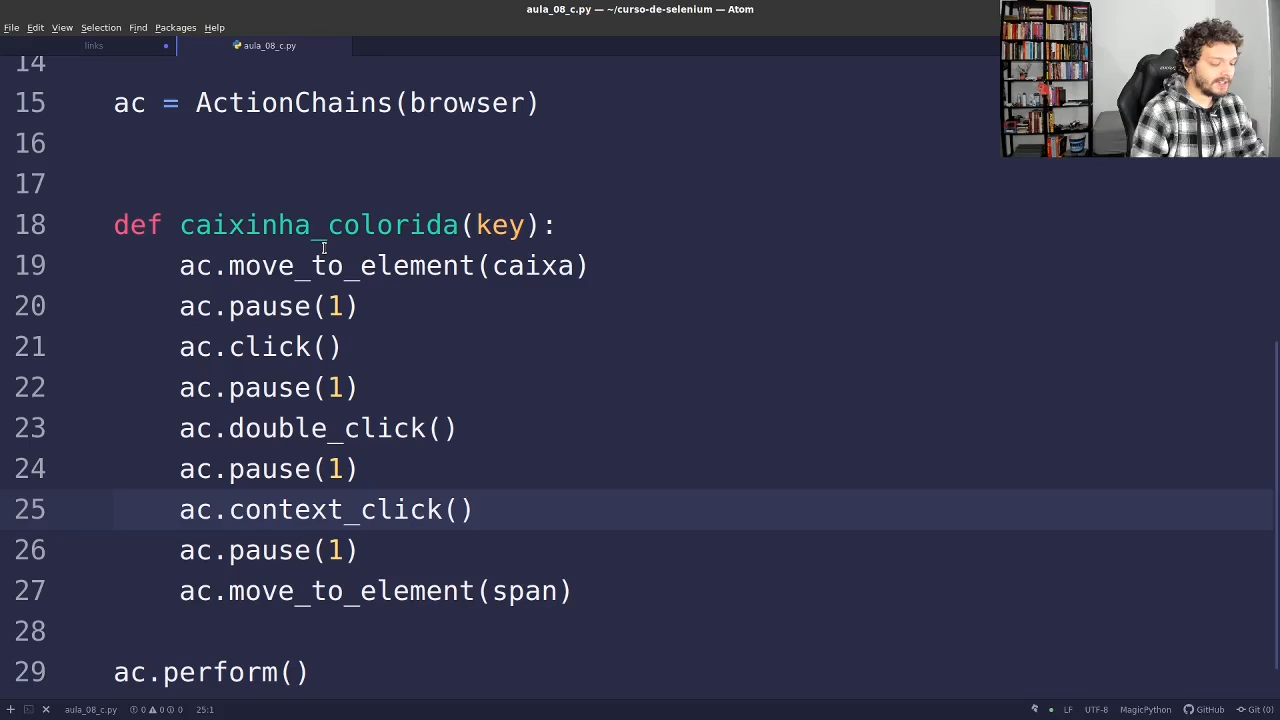 aula_08_c.py — ~/curso-de-selenium — Atom
File Edit View Selection Find Packages Help
links aula_08_c.py
14
15 ac = ActionChains(browser)
16
17
18 def caixinha_colorida(key):
19 ac.move_to_element(caixa)
20 ac.pause(1)
21 ac.click()
22 ac.pause(1)
23 ac.double_click()
24 ac.pause(1)
25 ac.context_click()
26 ac.pause(1)
27 ac.move_to_element(span)
28
29 ac.perform()
aula_08_c.py 0 0 0 25:1 LF UTF-8 MagicPython GitHub Git (0)